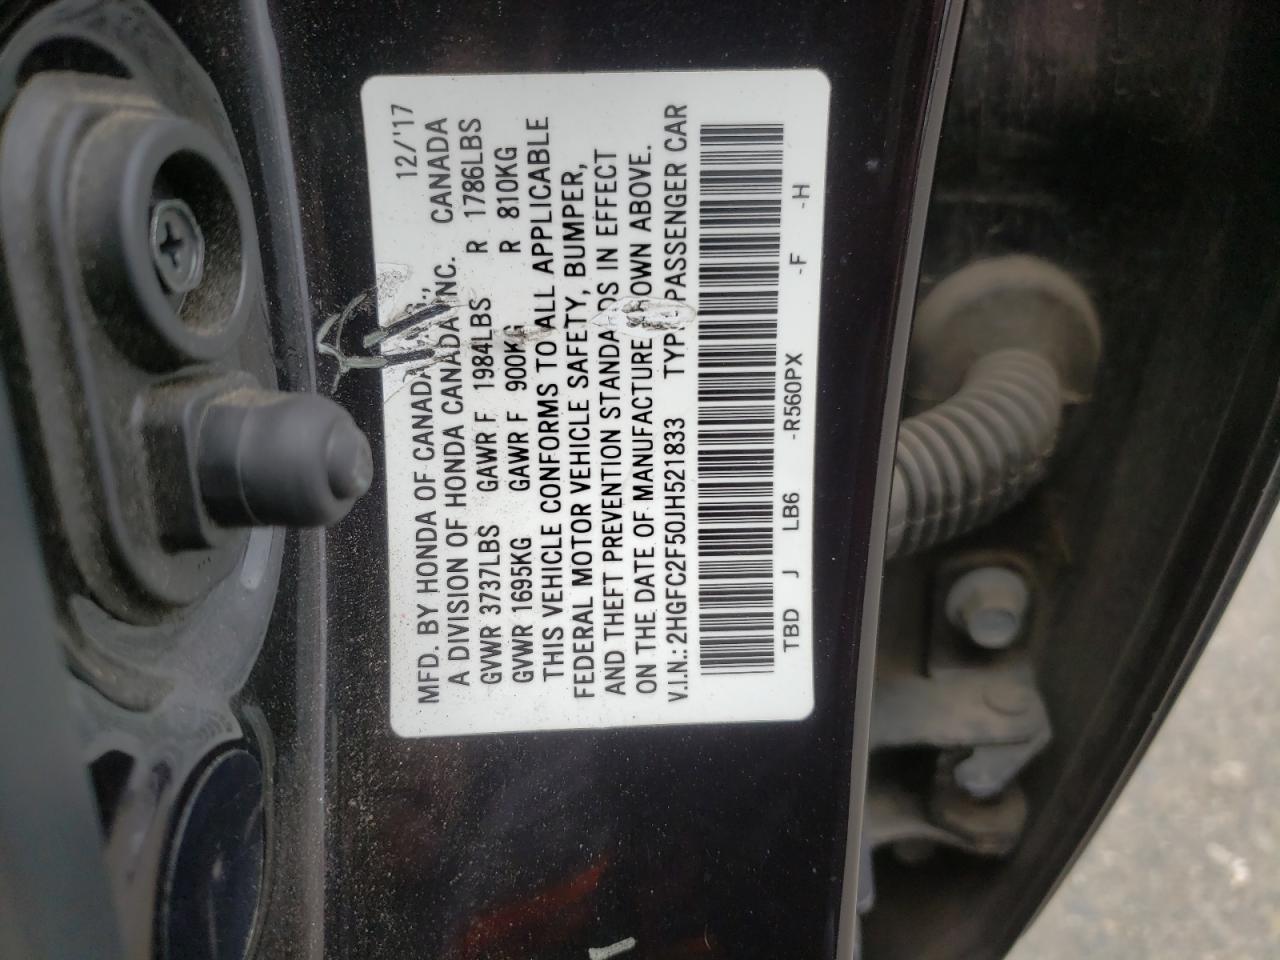 MFD. BY HONDA OF CANADA 12/'17
A DIVISION OF HONDA CANADA INC. CANADA
GVWR 3737LBS GAWR F 1984LBS R 1786LBS
GVWR 1695KG GAWR F 900KG R 810KG
THIS VEHICLE CONFORMS TO ALL APPLICABLE
FEDERAL MOTOR VEHICLE SAFETY, BUMPER,
AND THEFT PREVENTION STANDARDS IN EFFECT
ON THE DATE OF MANUFACTURE SHOWN ABOVE.
V.I.N.:2HGFC2F50JH521833 TYP PASSENGER CAR
TBD J LB6 -R560PX -F -H